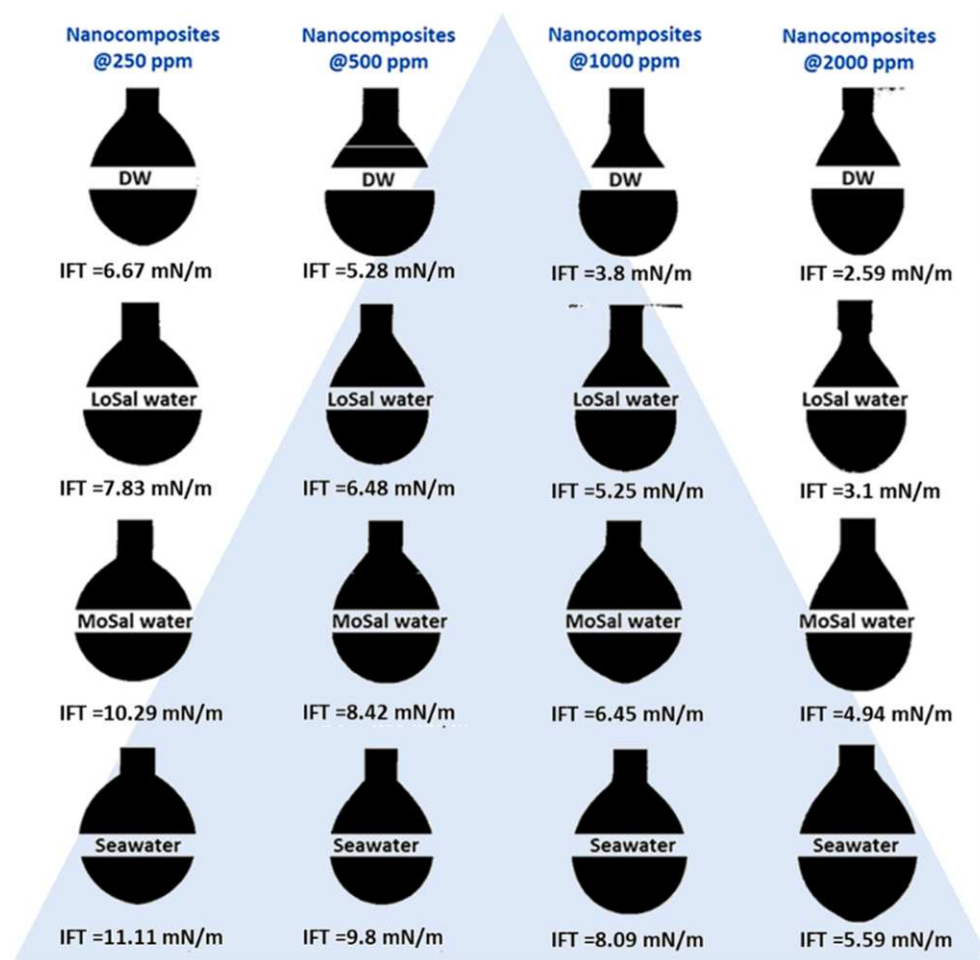 Nanocomposites
@250 ppm
Nanocomposites
@500 ppm
Nanocomposites
@1000 ppm
Nanocomposites
@2000 ppm
DW
DW
DW
DW
IFT =6.67 mN/m
IFT =5.28 mN/m
IFT =3.8 mN/m
IFT =2.59 mN/m
LoSal water
LoSal water
LoSal water
LoSal water
IFT =7.83 mN/m
IFT =6.48 mN/m
IFT =5.25 mN/m
IFT =3.1 mN/m
MoSal water
MoSal water
MoSal water
MoSal water
IFT =10.29 mN/m
IFT =8.42 mN/m
IFT =6.45 mN/m
IFT =4.94 mN/m
Seawater
Seawater
Seawater
Seawater
IFT =11.11 mN/m
IFT =9.8 mN/m
IFT =8.09 mN/m
IFT =5.59 mN/m